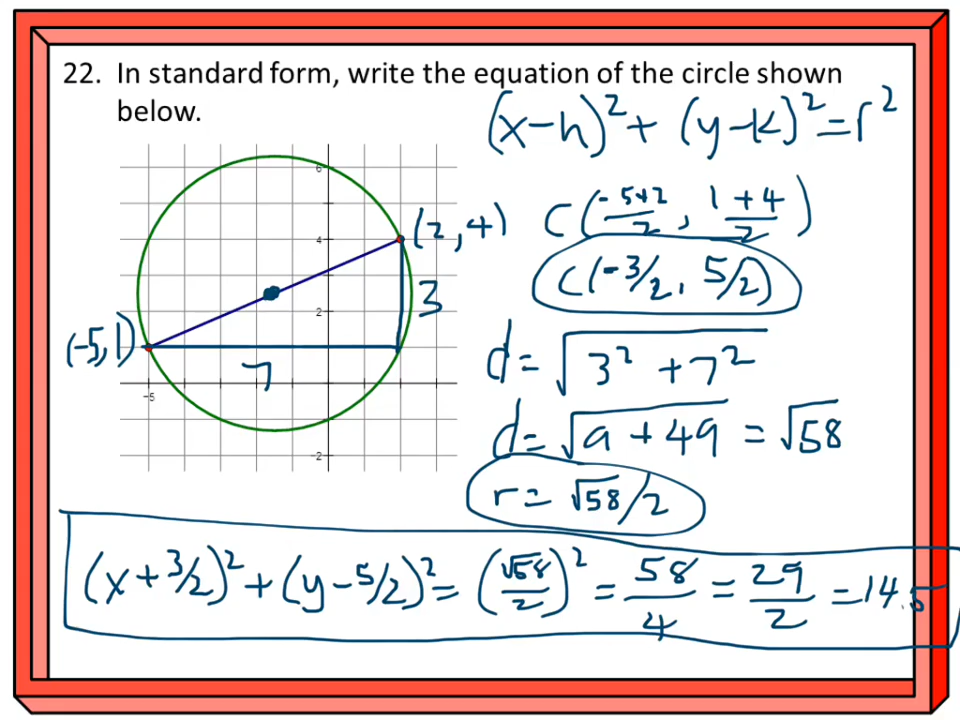 22. In standard form, write the equation of the circle shown
below.
(x-h)²+(y-k)²=r²
6
C(-5+2/2, 1+4/2)
(2,4)
4
C(-3/2, 5/2)
3
2
(-5,1)
d=√3²+7²
7
-5
d=√9+49=√58
-2
r=√58/2
(x+3/2)²+(y-5/2)²=(√58/2)²=58/4=29/2=14.5